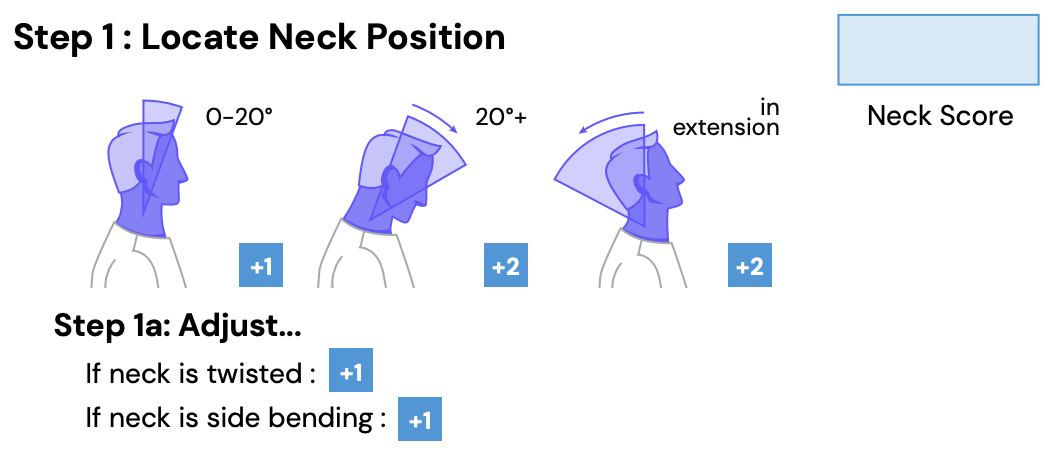 Step 1 : Locate Neck Position
0-20°
20°+
in
extension
Neck Score
+1
+2
+2
Step 1a: Adjust...
If neck is twisted : +1
If neck is side bending : +1